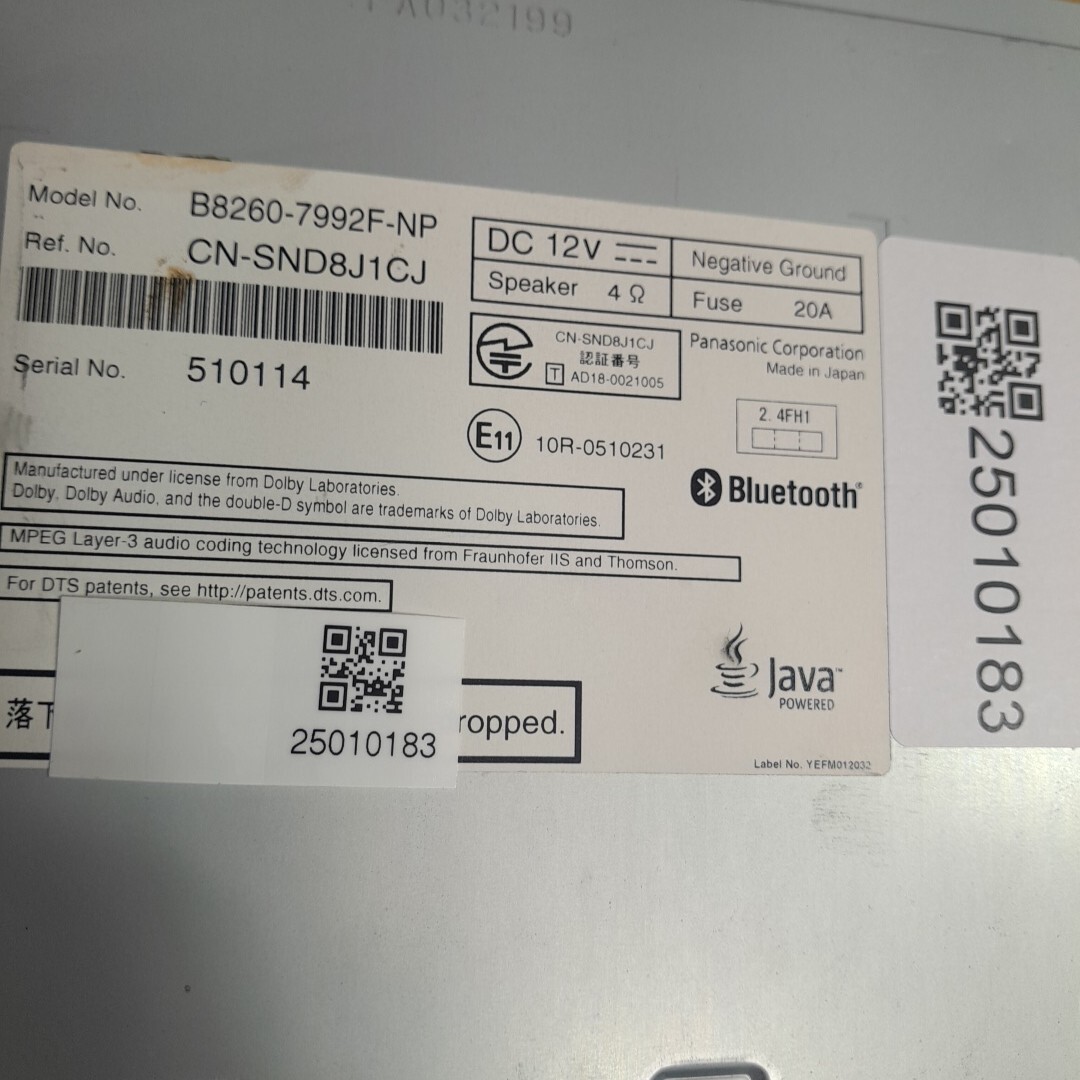 A032199
Model No. B8260-7992F-NP
Ref. No. CN-SND8J1CJ
Serial No. 510114
DC 12V
Negative Ground
Speaker 4 Ω
Fuse 20A
CN-SND8J1CJ
認証番号
T AD18-0021005
Panasonic Corporation
Made in Japan
E11 10R-0510231
2.4FH1
Bluetooth®
Manufactured under license from Dolby Laboratories.
Dolby, Dolby Audio, and the double-D symbol are trademarks of Dolby Laboratories.
MPEG Layer-3 audio coding technology licensed from Fraunhofer IIS and Thomson.
For DTS patents, see http://patents.dts.com.
落下
ropped.
25010183
Java™
POWERED
Label No. YEFM012032
25010183